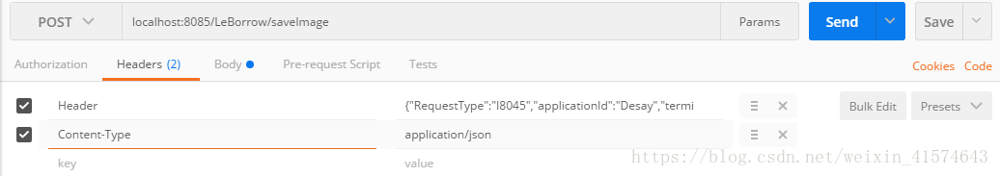 POST localhost:8085/LeBorrow/saveImage Params Send Save
Authorization Headers (2) Body Pre-request Script Tests Cookies Code
Header {"RequestType":"I8045","applicationId":"Desay","termi Bulk Edit Presets
Content-Type application/json
key value
https://blog.csdn.net/weixin_41574643